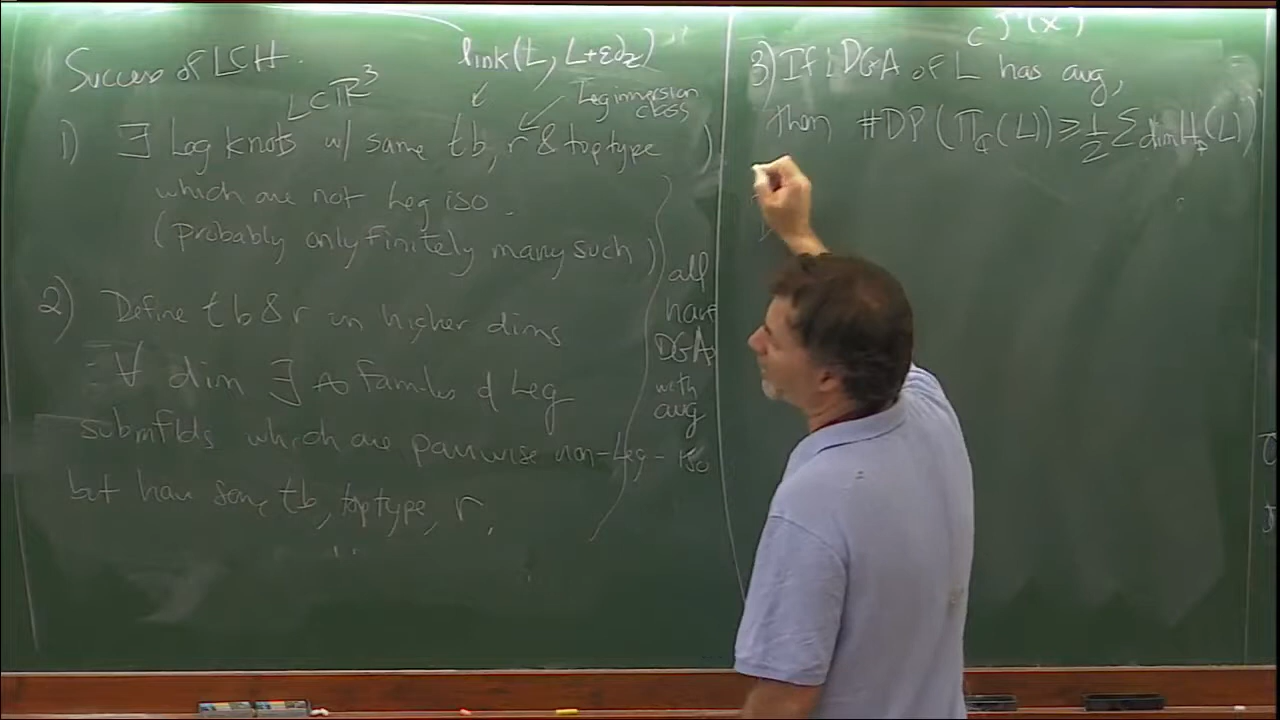 Success of LCH.
link(L, L+εd_z)
L⊂ℝ³
Leg immersion class
1) ∃ Leg knots w/ same tb, r & top type
which are not Leg iso.
(probably only finitely many such)
2) Define tb & r in higher dims
∀ dim ∃ ∞ families of Leg
submflds which are pairwise non-Leg-iso
but have same tb, top type, r.
all
have
DGAs
with
aug
⊂ J¹(X)
3) If DGA of L has aug,
then #DP(Π_ℂ(L)) ≥ 1/2 Σ dim H_*(L)